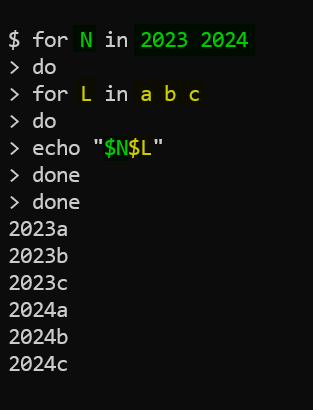 $ for N in 2023 2024
> do
> for L in a b c
> do
> echo "$N$L"
> done
> done
2023a
2023b
2023c
2024a
2024b
2024c